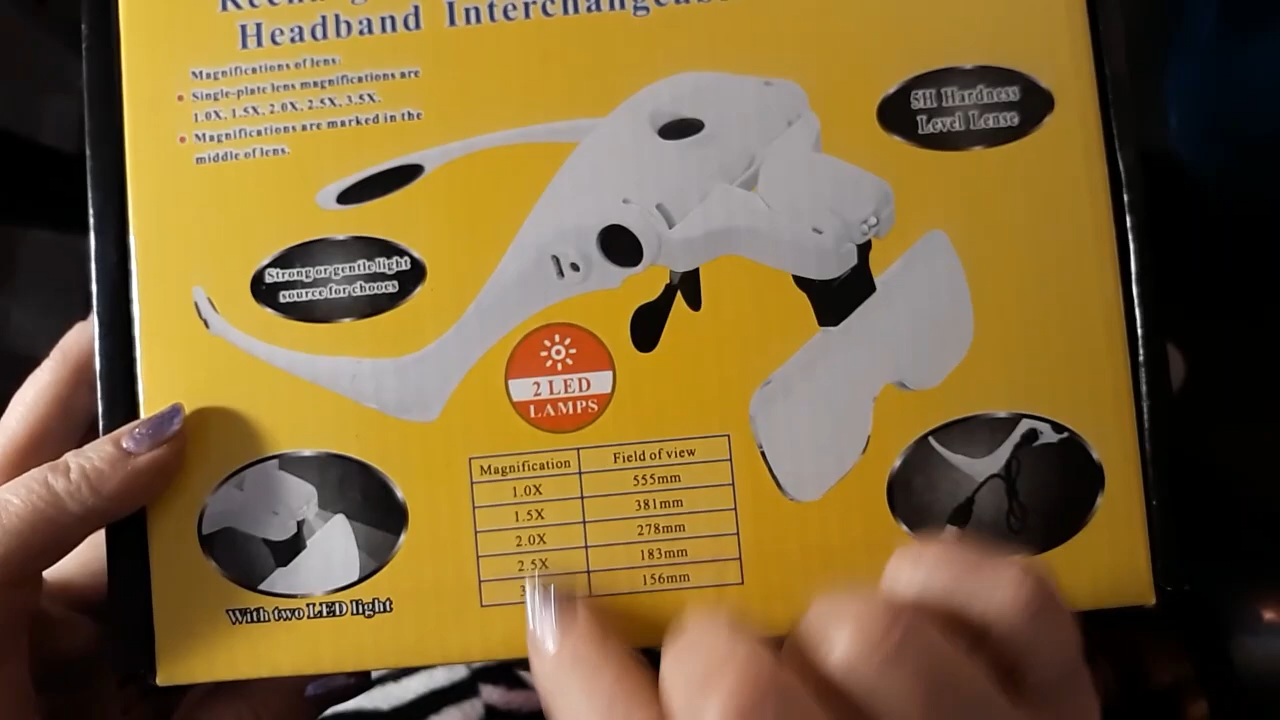 Headband
Magnifications of lens:
Single-plate lens magnifications are
1.0X, 1.5X, 2.0X, 2.5X, 3.5X.
Magnifications are marked in the
middle of lens.
5H Hardness
Level Lense
Strong or gentle light
source for chooes
2 LED
LAMPS
Magnification Field of view
1.0X 555mm
1.5X 381mm
2.0X 278mm
2.5X 183mm
156mm
With two LED light